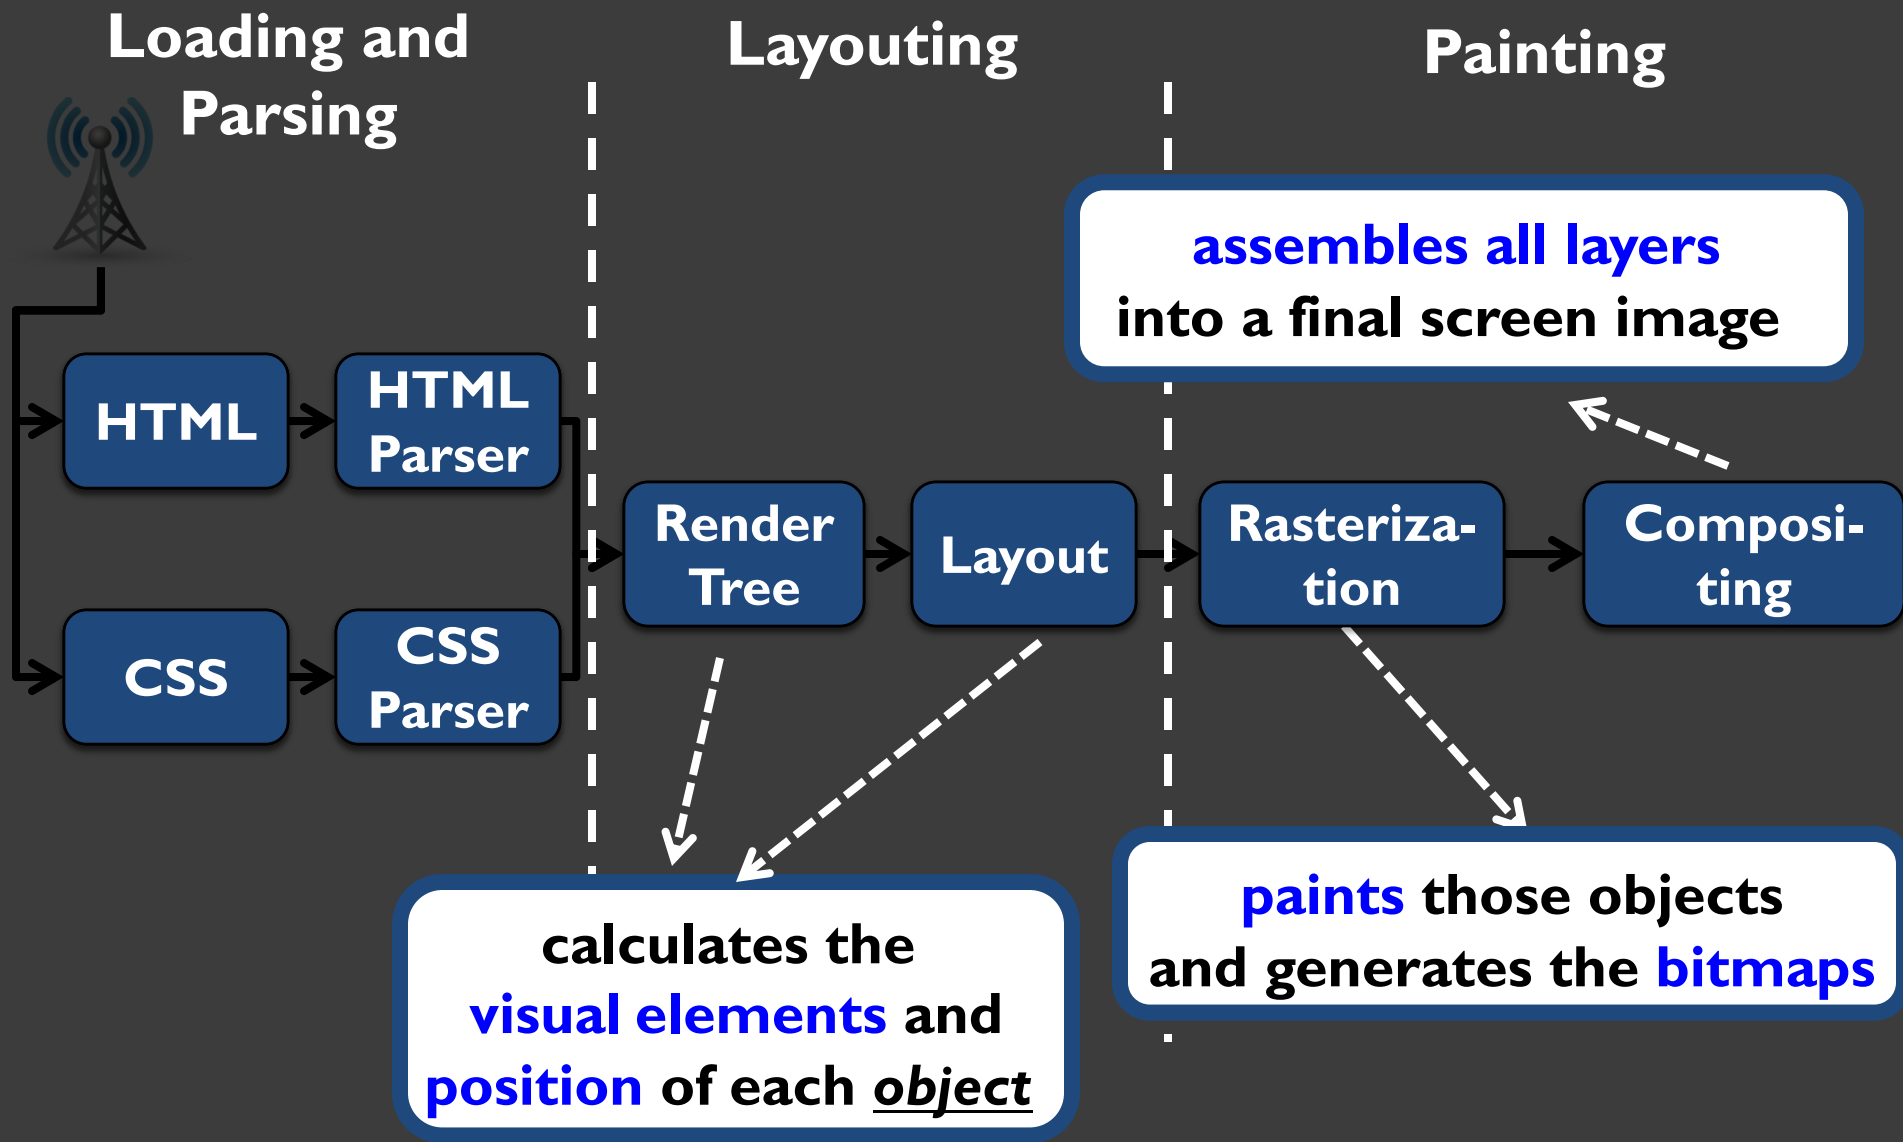 Loading and
Parsing
Layouting
Painting
assembles all layers
into a final screen image
HTML
HTML
Parser
CSS
CSS
Parser
Render
Tree
Layout
Rasteriza-
tion
Composi-
ting
calculates the
visual elements and
position of each object
paints those objects
and generates the bitmaps